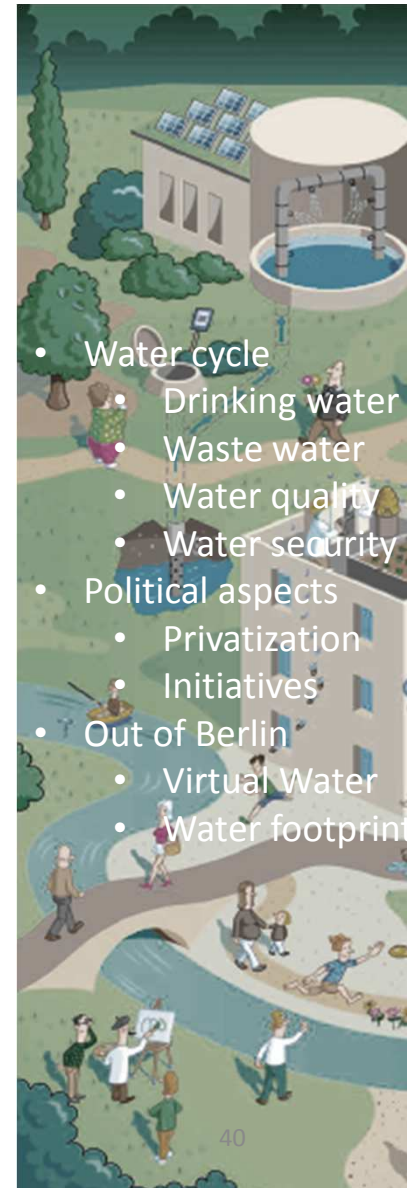 • Water cycle
• Drinking water
• Waste water
• Water quality
• Water security
• Political aspects
• Privatization
• Initiatives
• Out of Berlin
• Virtual Water
• Water footprint
40